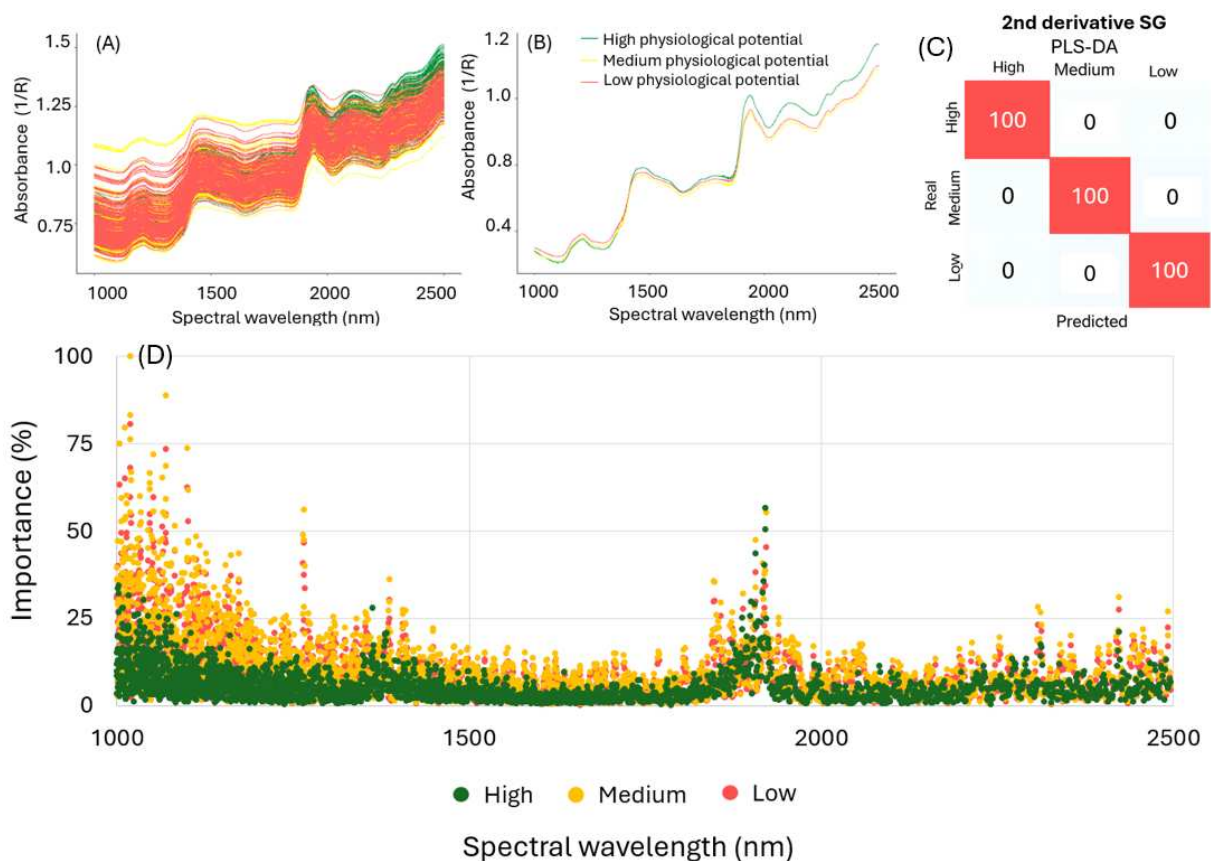 (A)
1.5
1.25
1.0
0.75
Absorbance (1/R)
1000 1500 2000 2500
Spectral wavelength (nm)
(B)
1.2
1.0
0.8
0.4
Absorbance (1/R)
High physiological potential
Medium physiological potential
Low physiological potential
1000 1500 2000 2500
Spectral wavelength (nm)
(C)
2nd derivative SG
PLS-DA
High Medium Low
High 100 0 0
Real Medium 0 100 0
Low 0 0 100
Predicted
(D)
100
75
50
25
0
Importance (%)
1000 1500 2000 2500
High Medium Low
Spectral wavelength (nm)